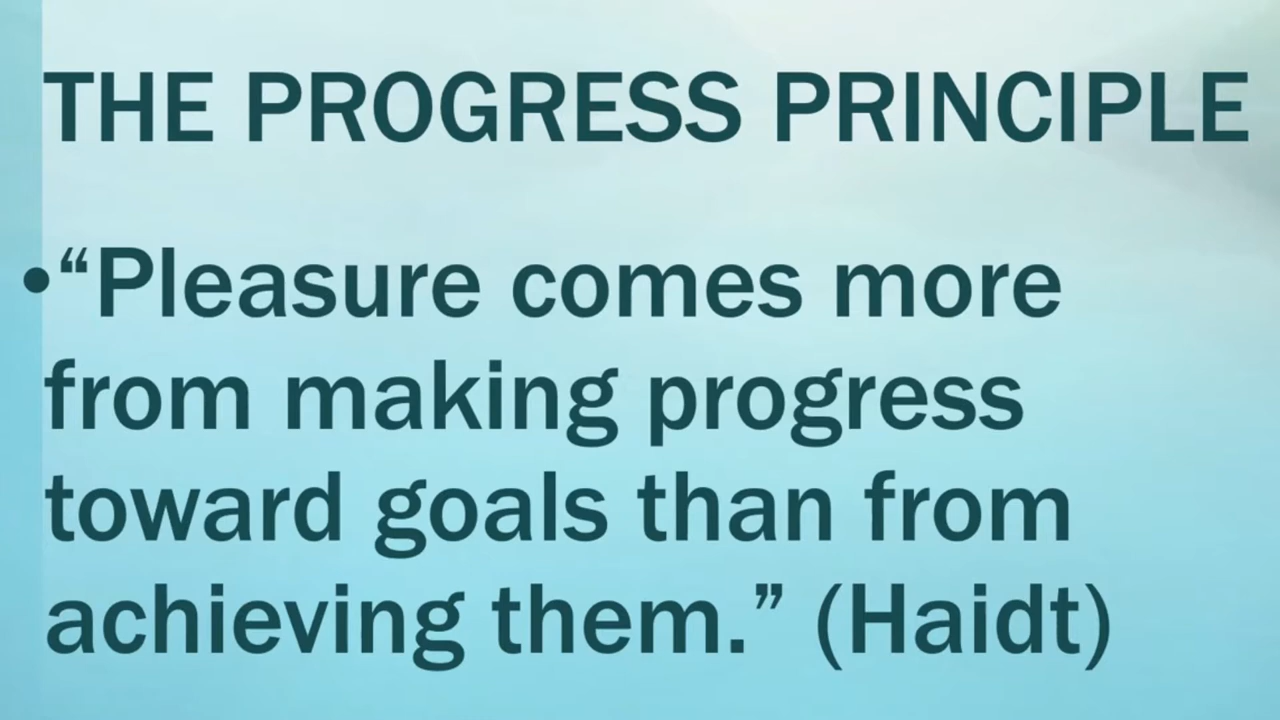 THE PROGRESS PRINCIPLE
•“Pleasure comes more
from making progress
toward goals than from
achieving them.” (Haidt)